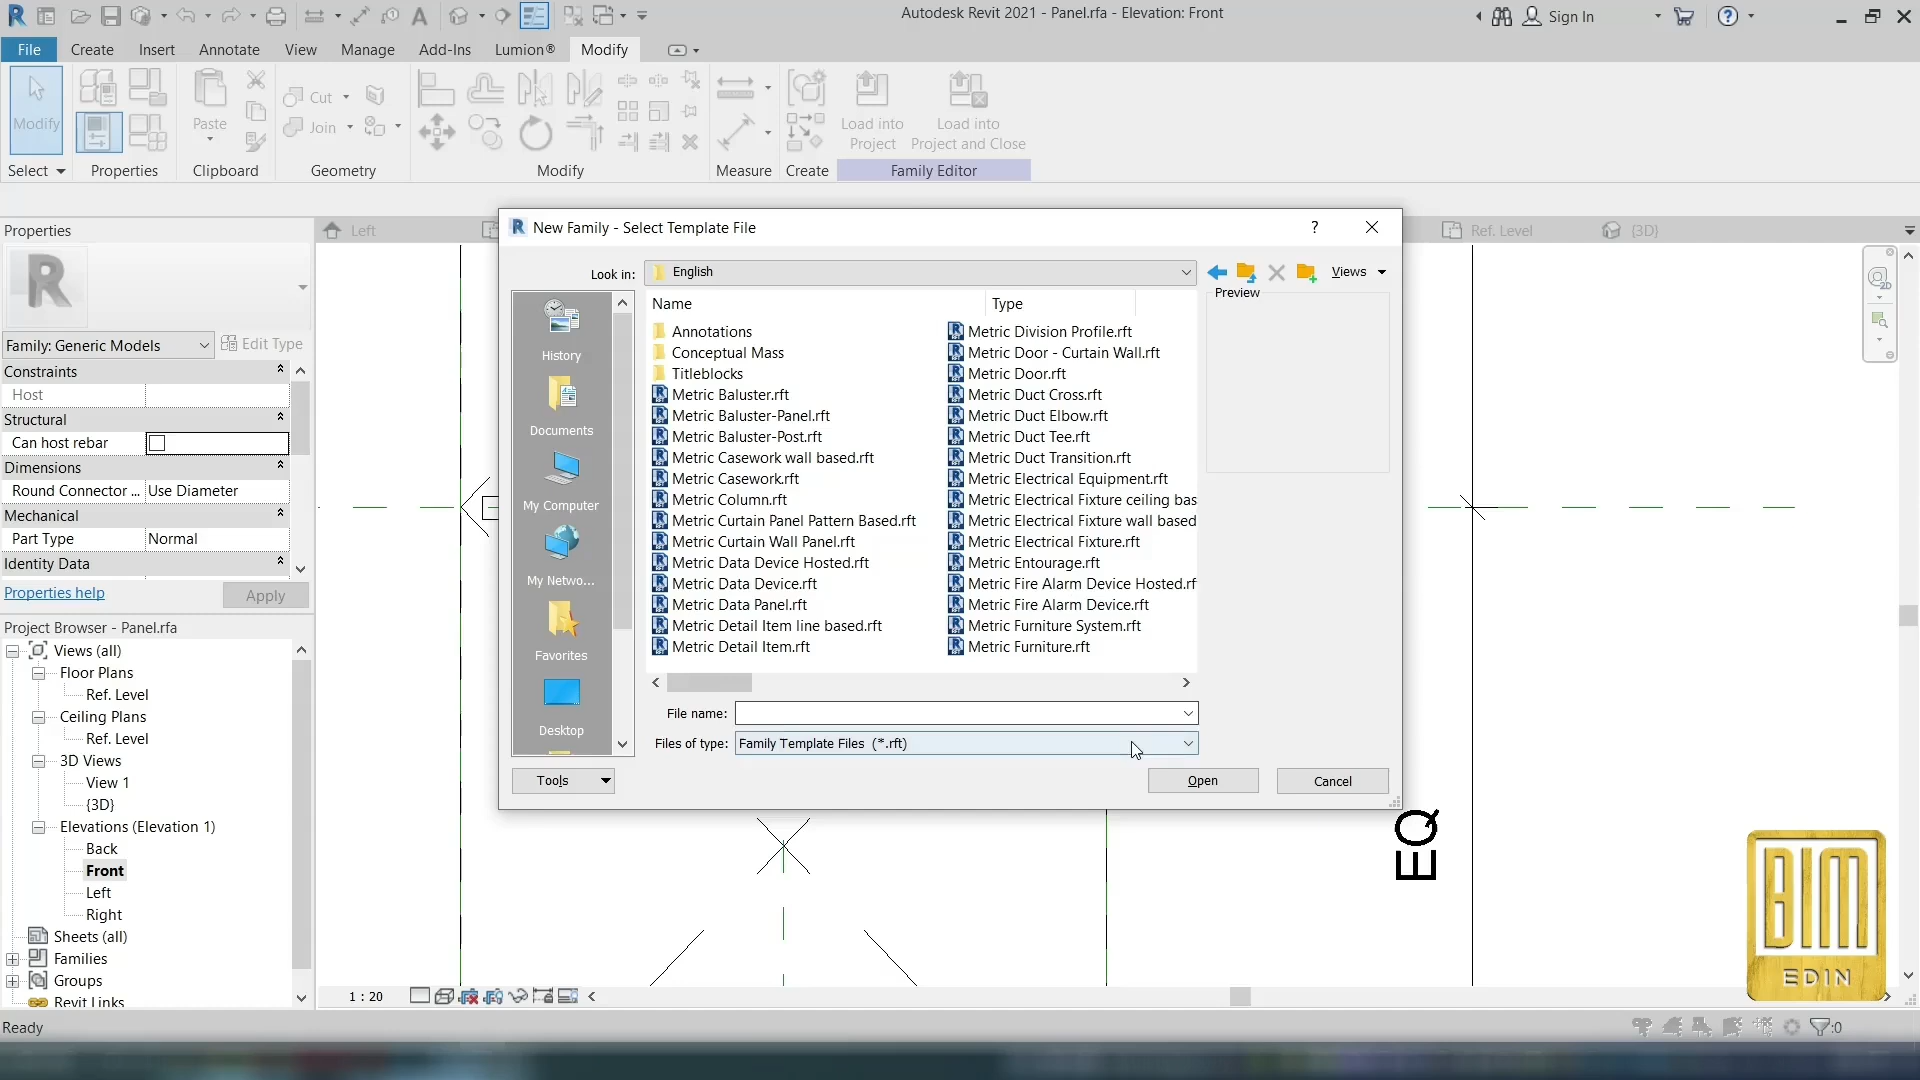 Autodesk Revit 2021 - Panel.rfa - Elevation: Front
Sign In
File
Create
Insert
Annotate
View
Manage
Add-Ins
Lumion®
Modify
Modify
Paste
Cut
Join
Load into
Project
Load into
Project and Close
Select
Properties
Clipboard
Geometry
Modify
Measure
Create
Family Editor
Properties
Left
Ref. Level
{3D}
Family: Generic Models
Edit Type
Constraints
Host
Structural
Can host rebar
Dimensions
Round Connector ... Use Diameter
Mechanical
Part Type Normal
Identity Data
Properties help
Apply
Project Browser - Panel.rfa
Views (all)
Floor Plans
Ref. Level
Ceiling Plans
Ref. Level
3D Views
View 1
{3D}
Elevations (Elevation 1)
Back
Front
Left
Right
Sheets (all)
Families
Groups
Revit Links
New Family - Select Template File
?
Look in:
English
Views
Preview
History
Documents
My Computer
My Netwo...
Favorites
Desktop
Name
Type
Annotations
Conceptual Mass
Titleblocks
Metric Baluster.rft
Metric Baluster-Panel.rft
Metric Baluster-Post.rft
Metric Casework wall based.rft
Metric Casework.rft
Metric Column.rft
Metric Curtain Panel Pattern Based.rft
Metric Curtain Wall Panel.rft
Metric Data Device Hosted.rft
Metric Data Device.rft
Metric Data Panel.rft
Metric Detail Item line based.rft
Metric Detail Item.rft
Metric Division Profile.rft
Metric Door - Curtain Wall.rft
Metric Door.rft
Metric Duct Cross.rft
Metric Duct Elbow.rft
Metric Duct Tee.rft
Metric Duct Transition.rft
Metric Electrical Equipment.rft
Metric Electrical Fixture ceiling bas
Metric Electrical Fixture wall based
Metric Electrical Fixture.rft
Metric Entourage.rft
Metric Fire Alarm Device Hosted.rf
Metric Fire Alarm Device.rft
Metric Furniture System.rft
Metric Furniture.rft
File name:
Files of type:
Family Template Files (*.rft)
Tools
Open
Cancel
EQ
BIM
EDIN
1 : 20
Ready
:0